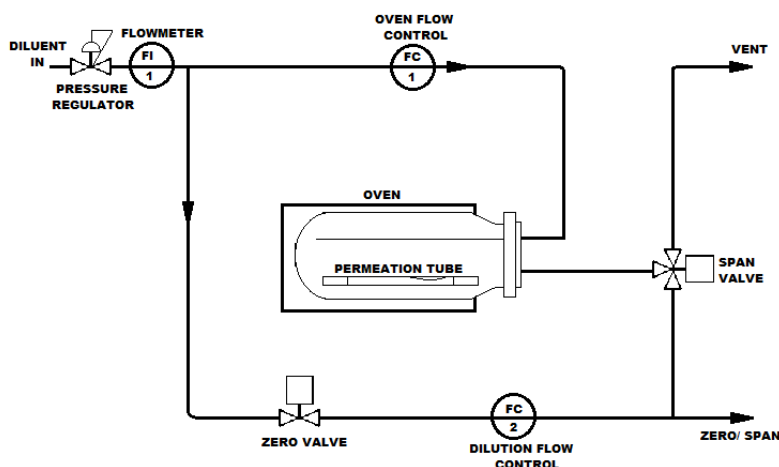 OVEN FLOW
CONTROL
FLOWMETER
DILUENT
IN
FI
1
FC
1
VENT
PRESSURE
REGULATOR
OVEN
PERMEATION TUBE
SPAN
VALVE
ZERO VALVE
FC
2
DILUTION FLOW
CONTROL
ZERO/ SPAN